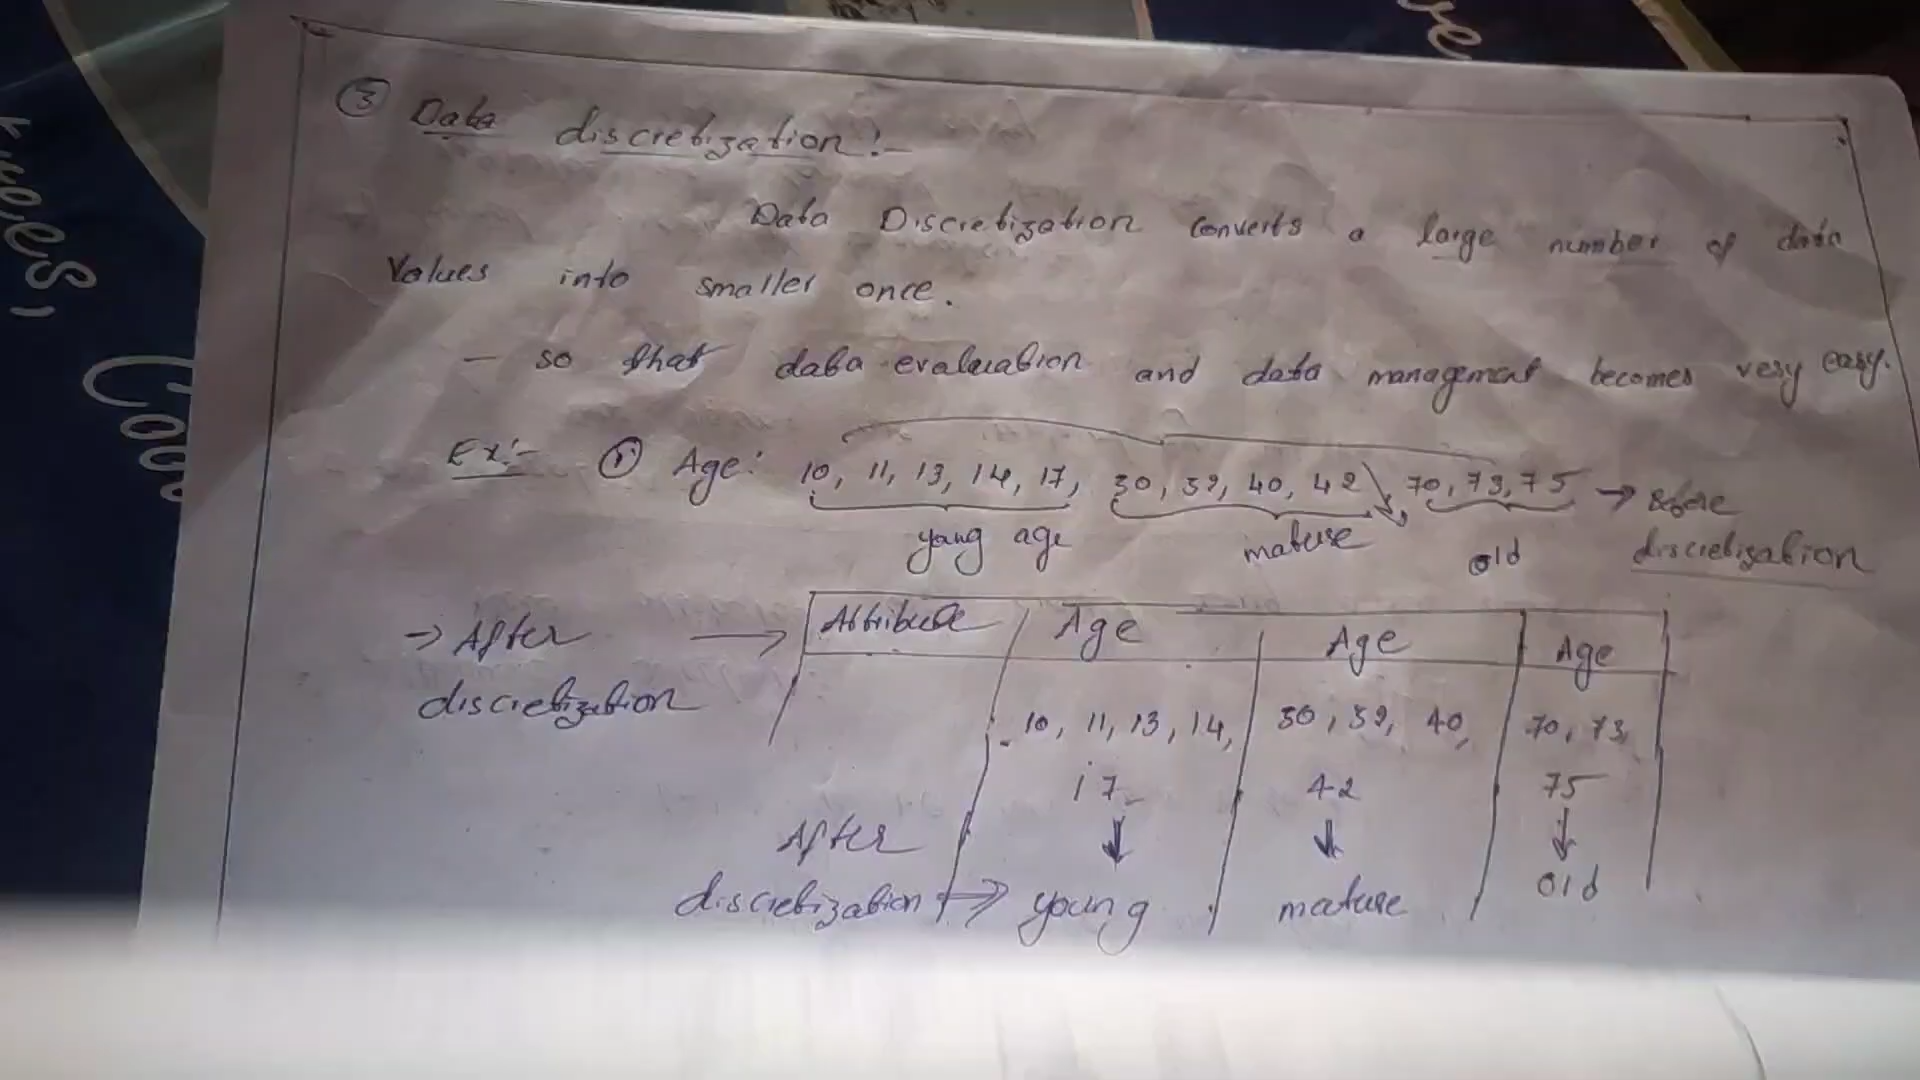 ③ Data discretization:-
Data Discretization converts a large number of data
Values into smaller once.
- so that data evaluation and data management becomes very easy.
Ex:- ① Age: 10, 11, 13, 14, 17, 30, 39, 40, 42, 70, 73, 75 → Before discretization
young age mature old
→ After discretization → Attribute Age Age Age
10, 11, 13, 14, 17 30, 39, 40, 42 70, 73, 75
↓ ↓ ↓
After discretization → young mature old